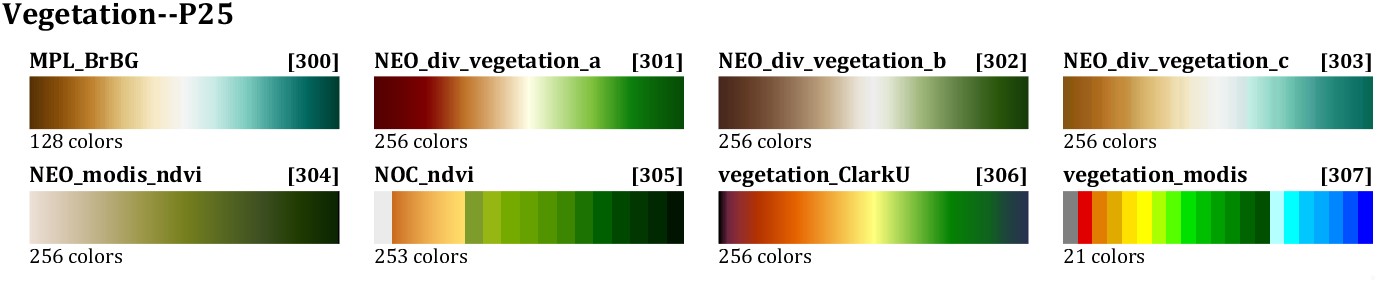 Vegetation--P25
MPL_BrBG [300] NEO_div_vegetation_a [301] NEO_div_vegetation_b [302] NEO_div_vegetation_c [303]
128 colors 256 colors 256 colors 256 colors
NEO_modis_ndvi [304] NOC_ndvi [305] vegetation_ClarkU [306] vegetation_modis [307]
256 colors 253 colors 256 colors 21 colors